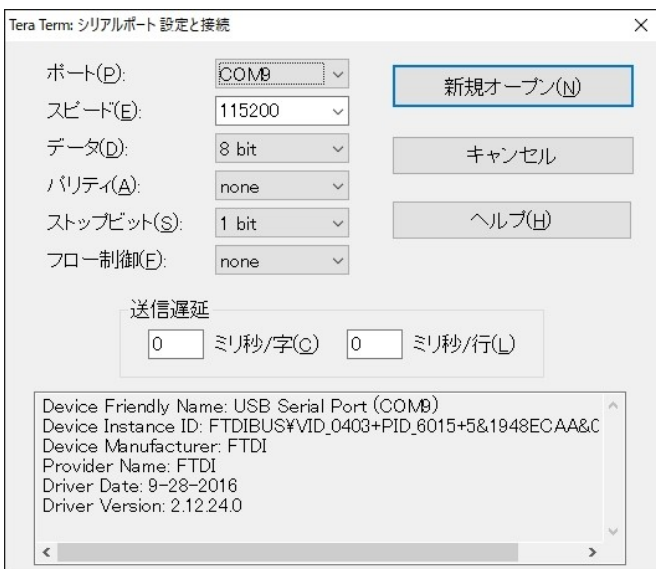 Tera Term: シリアルポート 設定と接続
ポート(P): COM9
新規オープン(N)
スピード(E): 115200
データ(D): 8 bit
キャンセル
パリティ(A): none
ストップビット(S): 1 bit
ヘルプ(H)
フロー制御(F): none
送信遅延
0 ミリ秒/字(C) 0 ミリ秒/行(L)
Device Friendly Name: USB Serial Port (COM9)
Device Instance ID: FTDIBUS¥VID_0403+PID_6015+5&1948ECAA&0
Device Manufacturer: FTDI
Provider Name: FTDI
Driver Date: 9-28-2016
Driver Version: 2.12.24.0